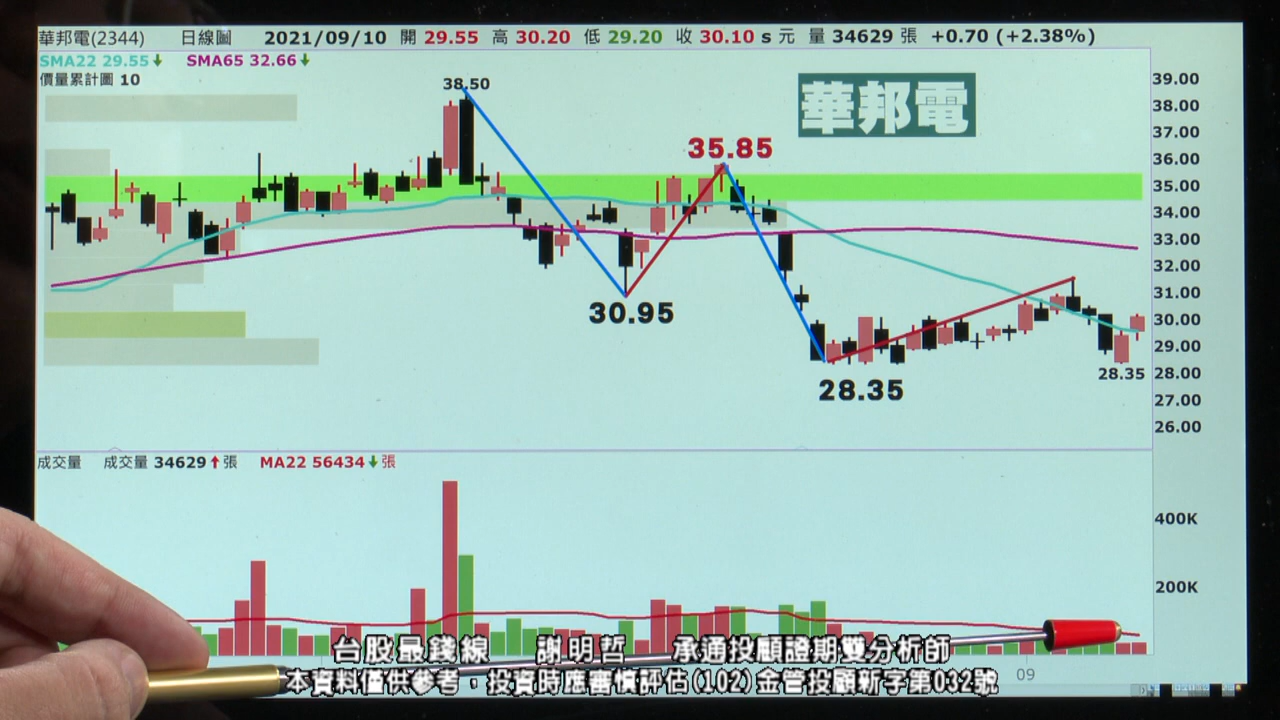 華邦電(2344) 日線圖 2021/09/10 開 29.55 高 30.20 低 29.20 收 30.10 s 元 量 34629 張 +0.70 (+2.38%)
SMA22 29.55↓ SMA65 32.66↓
價量累計圖 10
38.50
華邦電
39.00
38.00
37.00
35.85
36.00
35.00
34.00
33.00
32.00
31.00
30.95
30.00
29.00
28.35
28.00
28.35
27.00
26.00
成交量 成交量 34629↑張 MA22 56434↓張
400K
200K
台股最錢線 謝明哲 承通投顧證期雙分析師
本資料僅供參考，投資時應審慎評估(102)金管投顧新字第032號
09